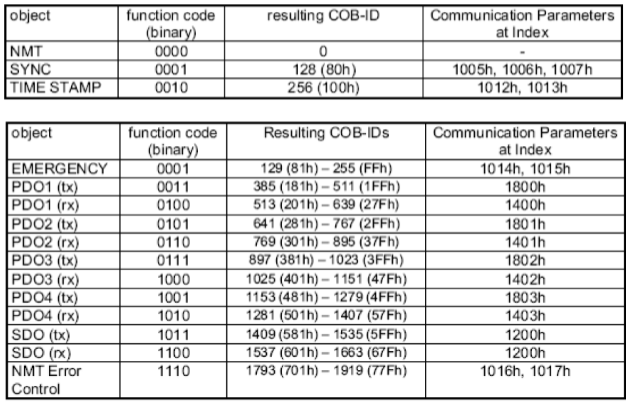 object function code resulting COB-ID Communication Parameters
(binary) at Index
NMT 0000 0 -
SYNC 0001 128 (80h) 1005h, 1006h, 1007h
TIME STAMP 0010 256 (100h) 1012h, 1013h
object function code Resulting COB-IDs Communication Parameters
(binary) at Index
EMERGENCY 0001 129 (81h) – 255 (FFh) 1014h, 1015h
PDO1 (tx) 0011 385 (181h) – 511 (1FFh) 1800h
PDO1 (rx) 0100 513 (201h) – 639 (27Fh) 1400h
PDO2 (tx) 0101 641 (281h) – 767 (2FFh) 1801h
PDO2 (rx) 0110 769 (301h) – 895 (37Fh) 1401h
PDO3 (tx) 0111 897 (381h) – 1023 (3FFh) 1802h
PDO3 (rx) 1000 1025 (401h) – 1151 (47Fh) 1402h
PDO4 (tx) 1001 1153 (481h) – 1279 (4FFh) 1803h
PDO4 (rx) 1010 1281 (501h) – 1407 (57Fh) 1403h
SDO (tx) 1011 1409 (581h) – 1535 (5FFh) 1200h
SDO (rx) 1100 1537 (601h) – 1663 (67Fh) 1200h
NMT Error 1110 1793 (701h) – 1919 (77Fh) 1016h, 1017h
Control